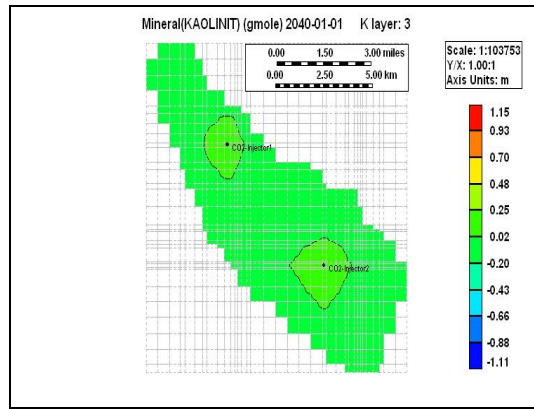 Mineral(KAOLINIT) (gmole) 2040-01-01 K layer: 3
0.00 1.50 3.00 miles
0.00 2.50 5.00 km
Scale: 1:103753
Y/X: 1.00:1
Axis Units: m
CO2-Injector1
CO2-Injector2
1.15
0.93
0.70
0.48
0.25
0.02
-0.20
-0.43
-0.66
-0.88
-1.11